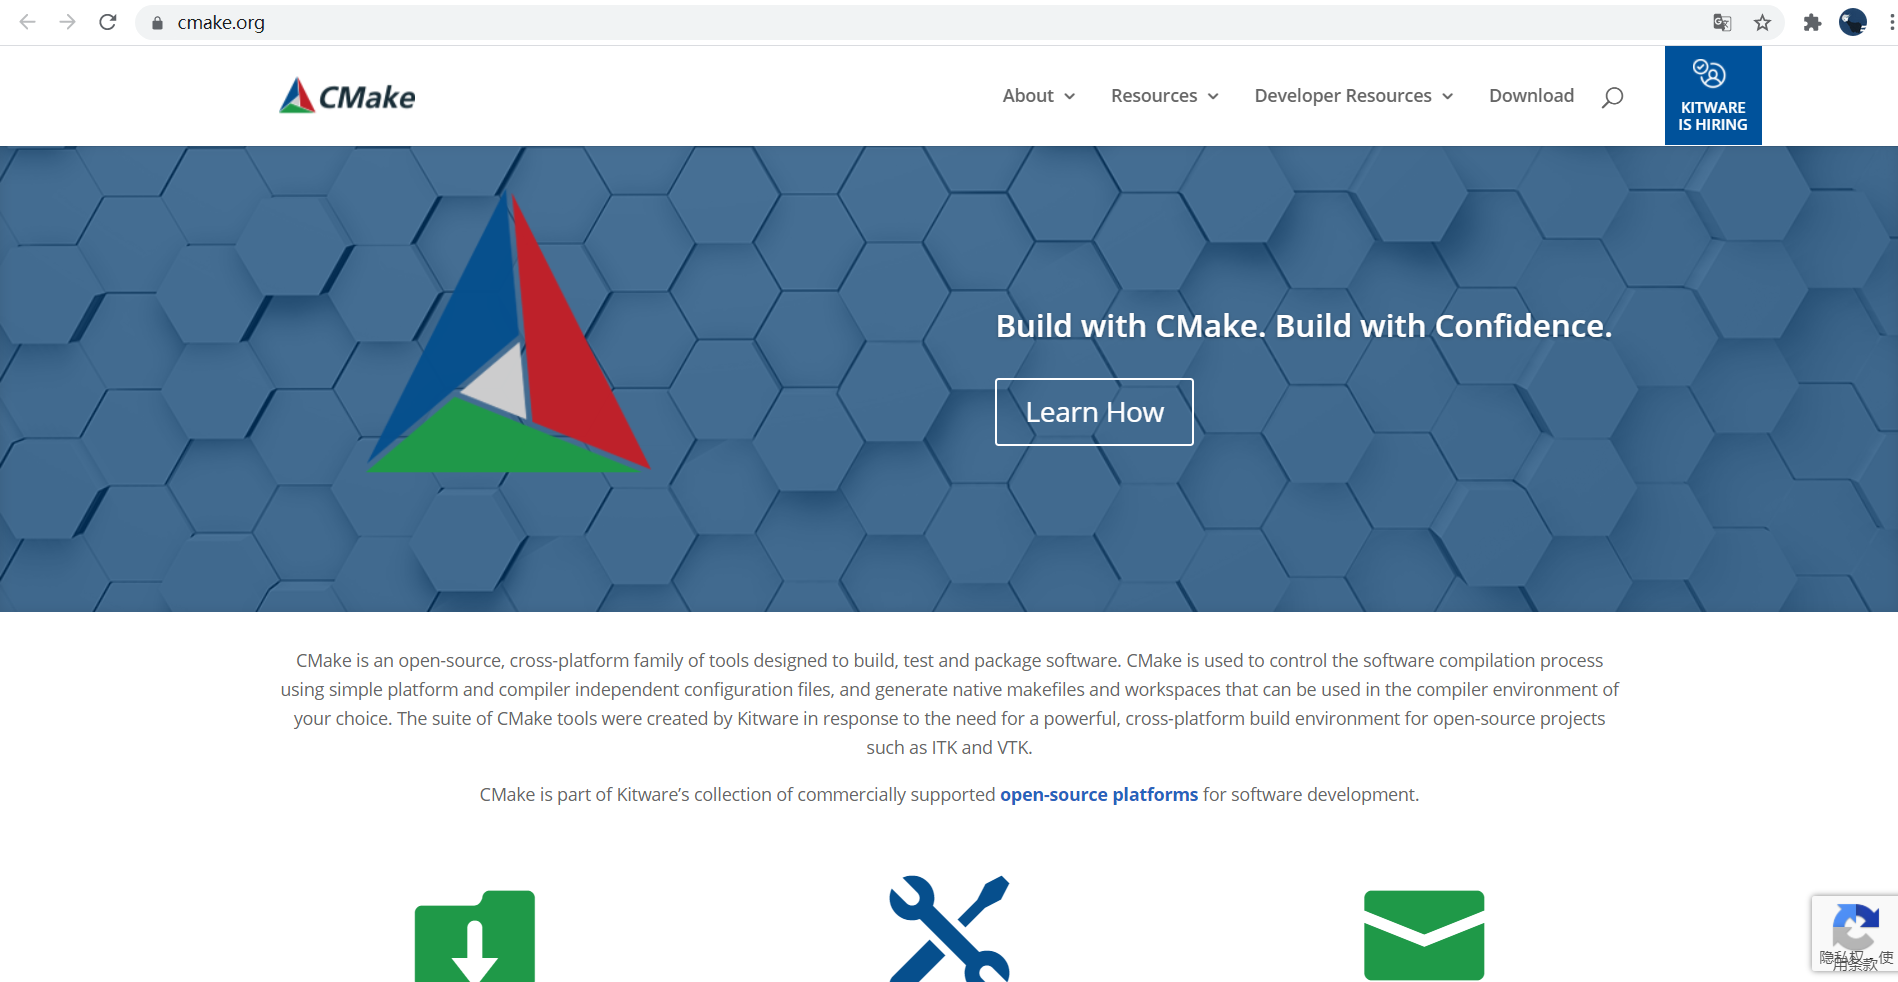 cmake.org
CMake
About
Resources
Developer Resources
Download
KITWARE
IS HIRING
Build with CMake. Build with Confidence.
Learn How
CMake is an open-source, cross-platform family of tools designed to build, test and package software. CMake is used to control the software compilation process
using simple platform and compiler independent configuration files, and generate native makefiles and workspaces that can be used in the compiler environment of
your choice. The suite of CMake tools were created by Kitware in response to the need for a powerful, cross-platform build environment for open-source projects
such as ITK and VTK.
CMake is part of Kitware’s collection of commercially supported open-source platforms for software development.
隐私权 - 使
用条款